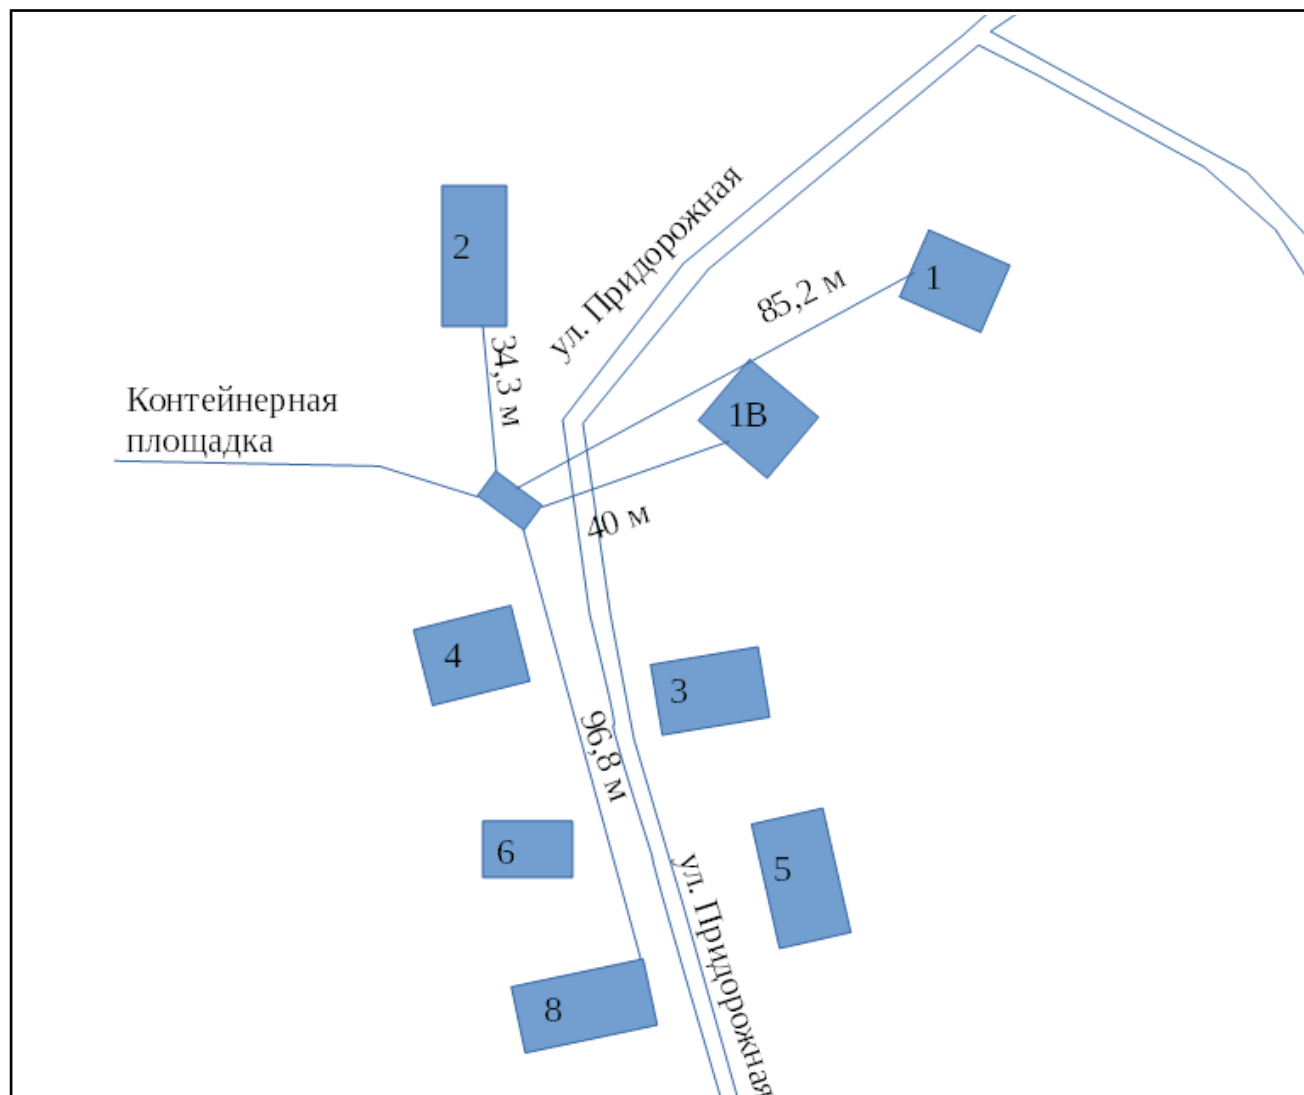 ул. Придорожная
2
1
85,2 м
34,3 м
Контейнерная
площадка
1В
40 м
4
3
96,8 м
6
5
ул. Придорожная
8